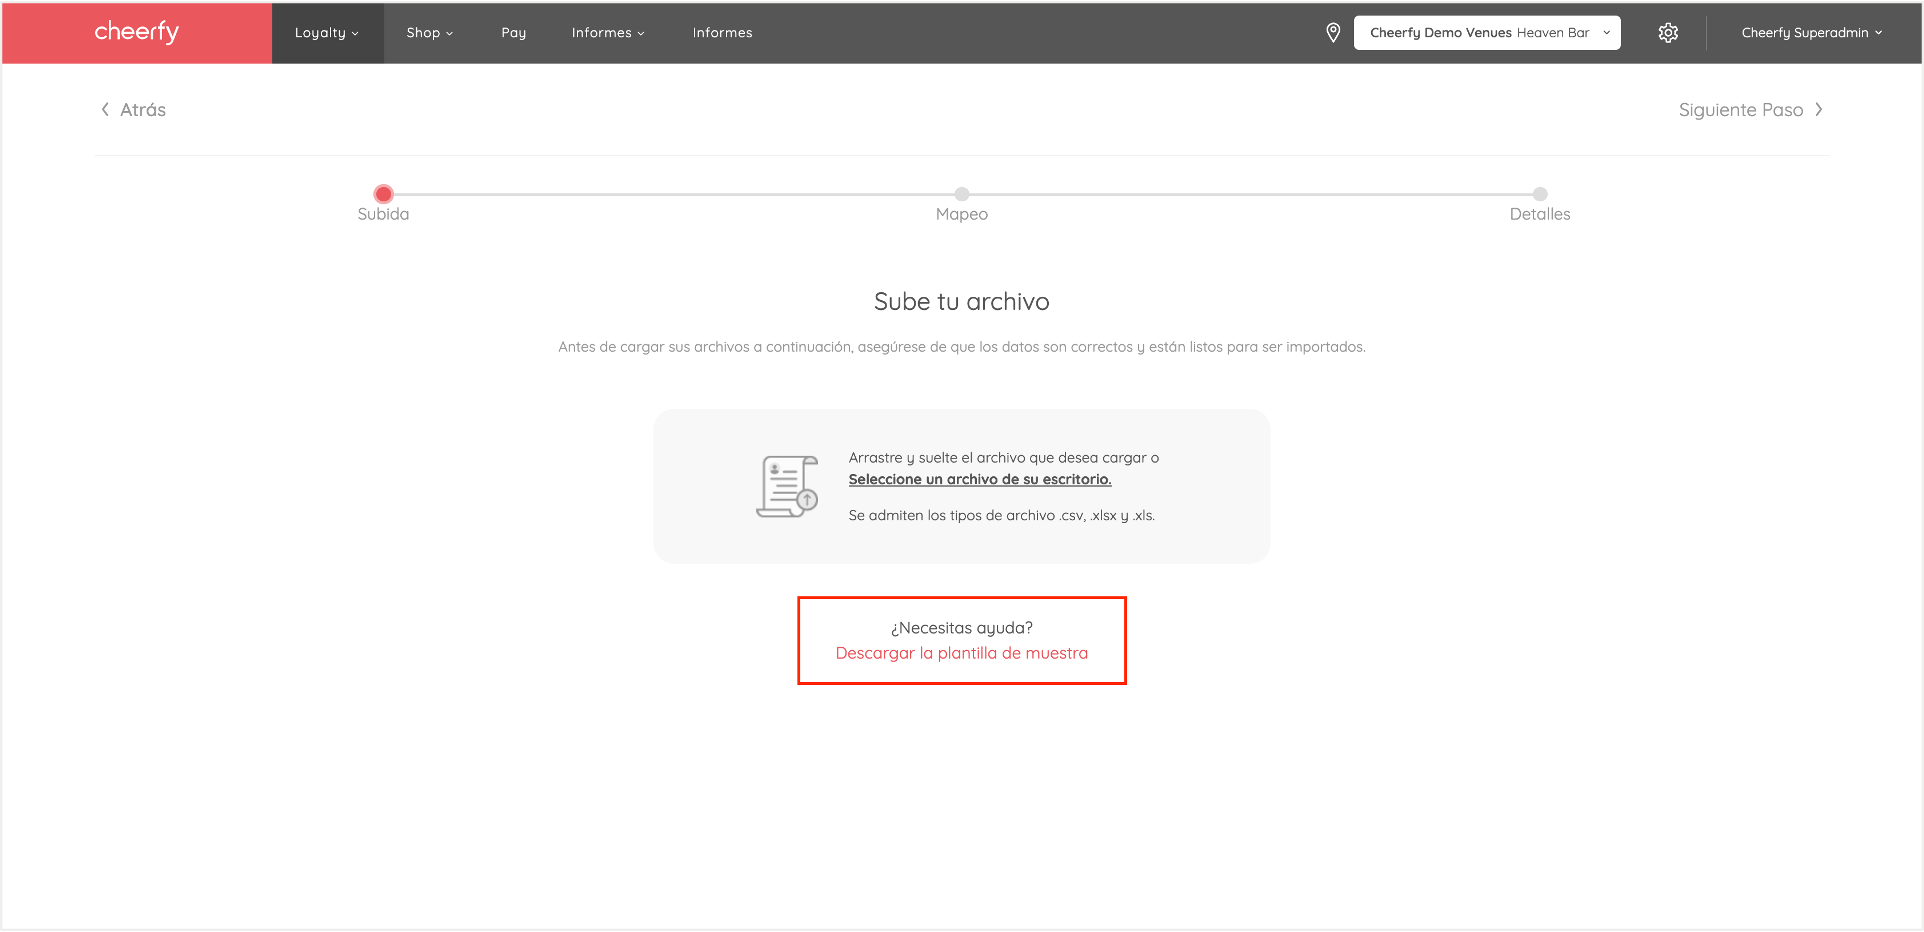 cheerfy
Loyalty
Shop
Pay
Informes
Informes
Cheerfy Demo Venues Heaven Bar
Cheerfy Superadmin
Atrás
Siguiente Paso
Subida
Mapeo
Detalles
Sube tu archivo
Antes de cargar sus archivos a continuación, asegúrese de que los datos son correctos y están listos para ser importados.
Arrastre y suelte el archivo que desea cargar o
Seleccione un archivo de su escritorio.
Se admiten los tipos de archivo .csv, .xlsx y .xls.
¿Necesitas ayuda?
Descargar la plantilla de muestra